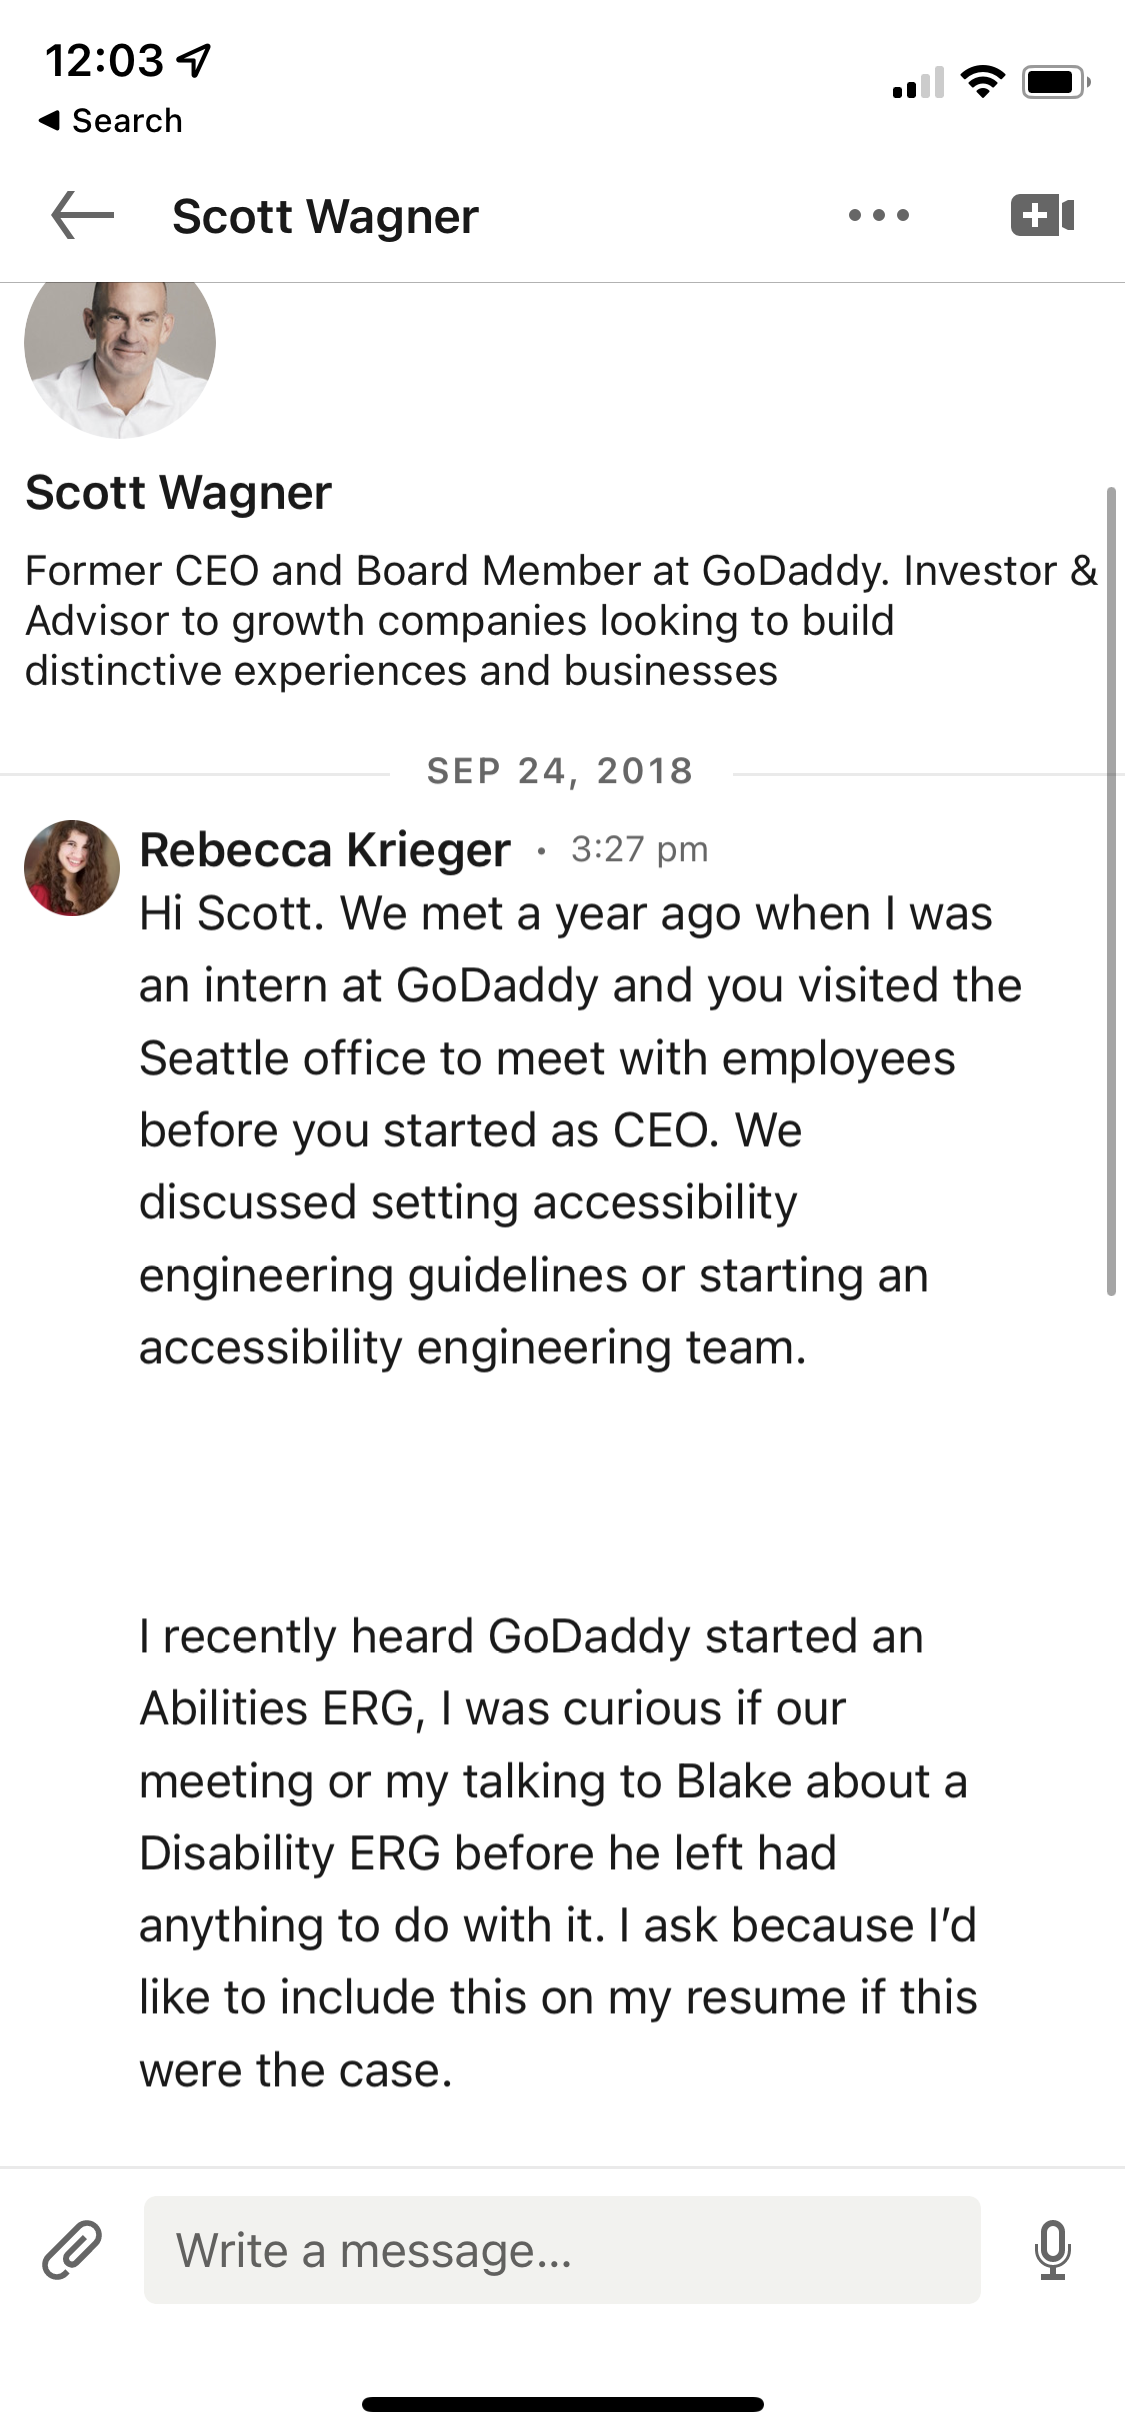 12:03
◀ Search
Scott Wagner
Scott Wagner
Former CEO and Board Member at GoDaddy. Investor &
Advisor to growth companies looking to build
distinctive experiences and businesses
SEP 24, 2018
Rebecca Krieger • 3:27 pm
Hi Scott. We met a year ago when I was
an intern at GoDaddy and you visited the
Seattle office to meet with employees
before you started as CEO. We
discussed setting accessibility
engineering guidelines or starting an
accessibility engineering team.
I recently heard GoDaddy started an
Abilities ERG, I was curious if our
meeting or my talking to Blake about a
Disability ERG before he left had
anything to do with it. I ask because I’d
like to include this on my resume if this
were the case.
Write a message...